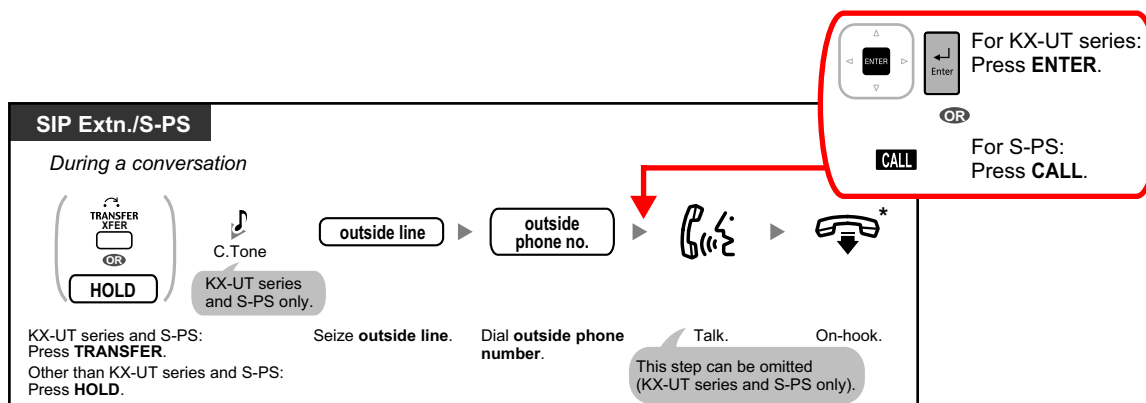 ENTER
Enter
For KX-UT series:
Press ENTER.
OR
CALL
For S-PS:
Press CALL.
SIP Extn./S-PS
During a conversation
TRANSFER
XFER
OR
HOLD
C.Tone
KX-UT series
and S-PS only.
outside line
outside
phone no.
*
KX-UT series and S-PS:
Press TRANSFER.
Other than KX-UT series and S-PS:
Press HOLD.
Seize outside line.
Dial outside phone
number.
Talk.
This step can be omitted
(KX-UT series and S-PS only).
On-hook.